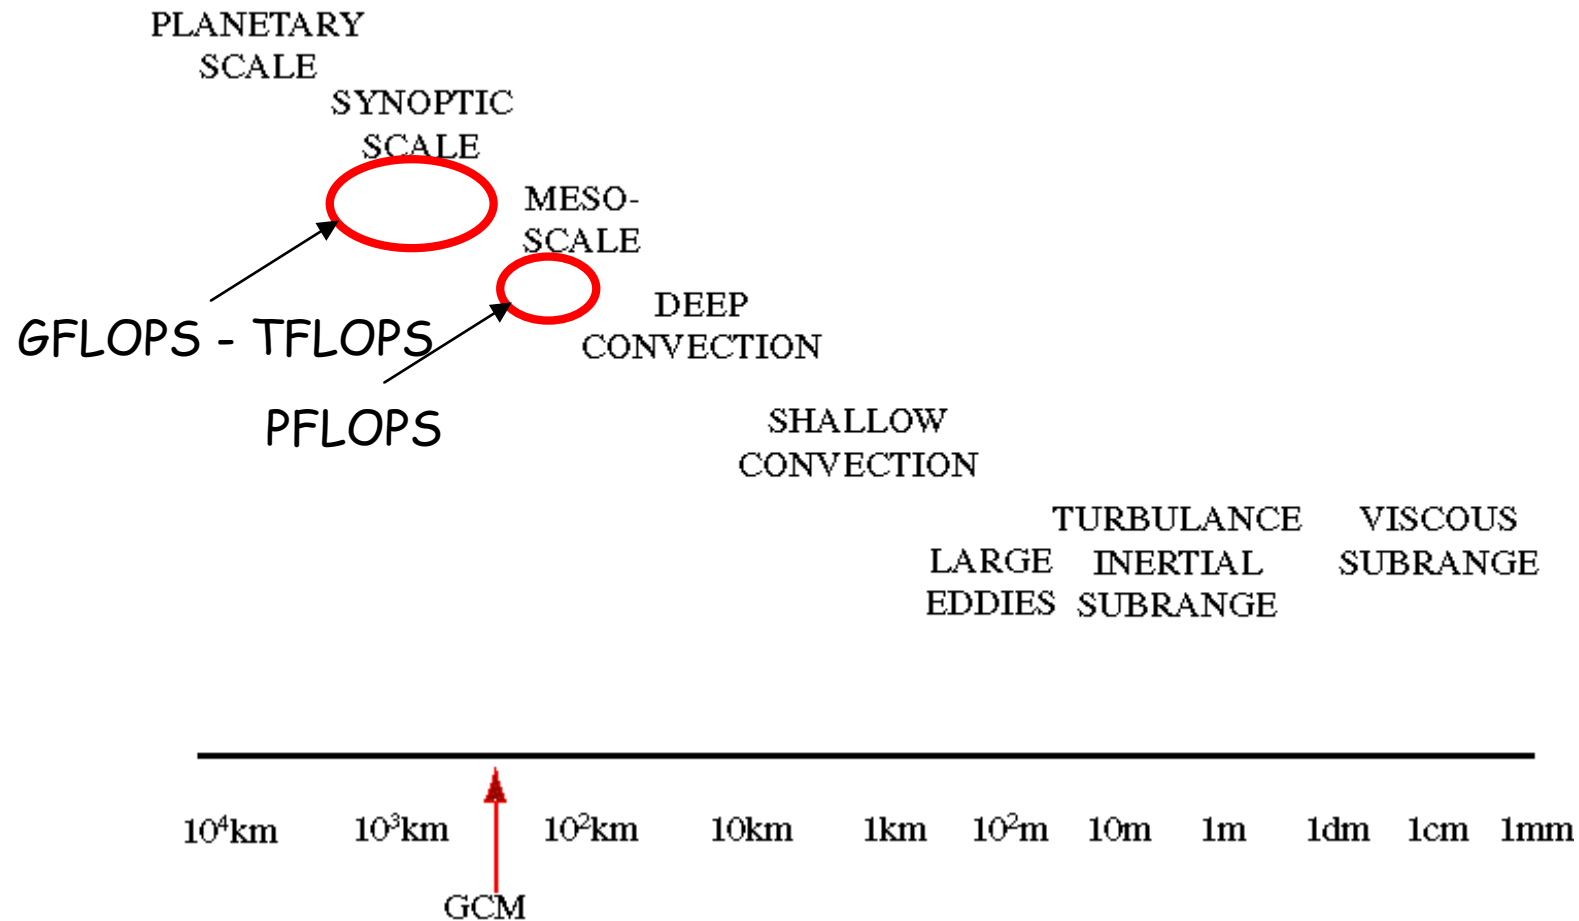 PLANETARY
SCALE
SYNOPTIC
SCALE
MESO-
SCALE
GFLOPS - TFLOPS
DEEP
CONVECTION
PFLOPS
SHALLOW
CONVECTION
LARGE
EDDIES
TURBULANCE
INERTIAL
SUBRANGE
VISCOUS
SUBRANGE
10⁴km 10³km 10²km 10km 1km 10²m 10m 1m 1dm 1cm 1mm
GCM